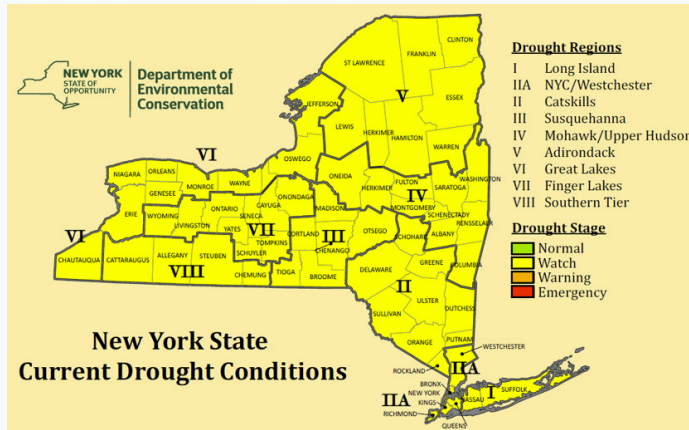 NEW YORK
STATE OF
OPPORTUNITY
Department of
Environmental
Conservation
Drought Regions
I Long Island
IIA NYC/Westchester
II Catskills
III Susquehanna
IV Mohawk/Upper Hudson
V Adirondack
VI Great Lakes
VII Finger Lakes
VIII Southern Tier
Drought Stage
Normal
Watch
Warning
Emergency
CLINTON
FRANKLIN
ST LAWRENCE
V
ESSEX
JEFFERSON
LEWIS
HERKIMER
HAMILTON
WARREN
VI
OSWEGO
ONEIDA
WASHINGTON
NIAGARA
ORLEANS
MONROE
WAYNE
HERKIMER
FULTON
SARATOGA
IV
GENESEE
ONONDAGA
MADISON
MONTGOMERY
SCHENECTADY
ERIE
WYOMING
LIVINGSTON
ONTARIO
CAYUGA
SENECA
YATES
VII
RENSSELAER
TOMPKINS
CORTLAND
III
CHENANGO
OTSEGO
SCHOHARIE
ALBANY
VI
CHAUTAUQUA
CATTARAUGUS
ALLEGANY
STEUBEN
SCHUYLER
VIII
CHEMUNG
TIOGA
BROOME
DELAWARE
GREENE
COLUMBIA
II
ULSTER
SULLIVAN
DUTCHESS
ORANGE
PUTNAM
WESTCHESTER
ROCKLAND
IIA
New York State
Current Drought Conditions
BRONX
NEW YORK
IIA
KINGS
RICHMOND
QUEENS
NASSAU
I
SUFFOLK